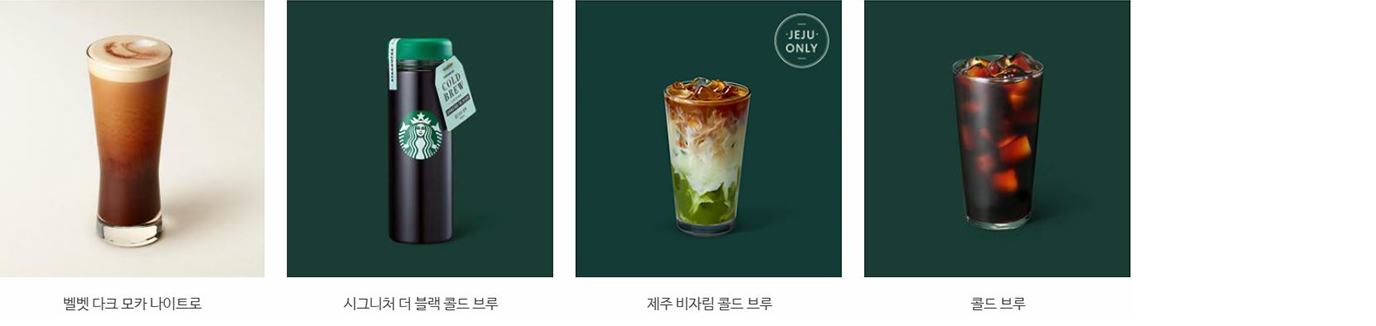 JEJU
ONLY
COLD
BREW
벨벳 다크 모카 나이트로
시그니처 더 블랙 콜드 브루
제주 비자림 콜드 브루
콜드 브루